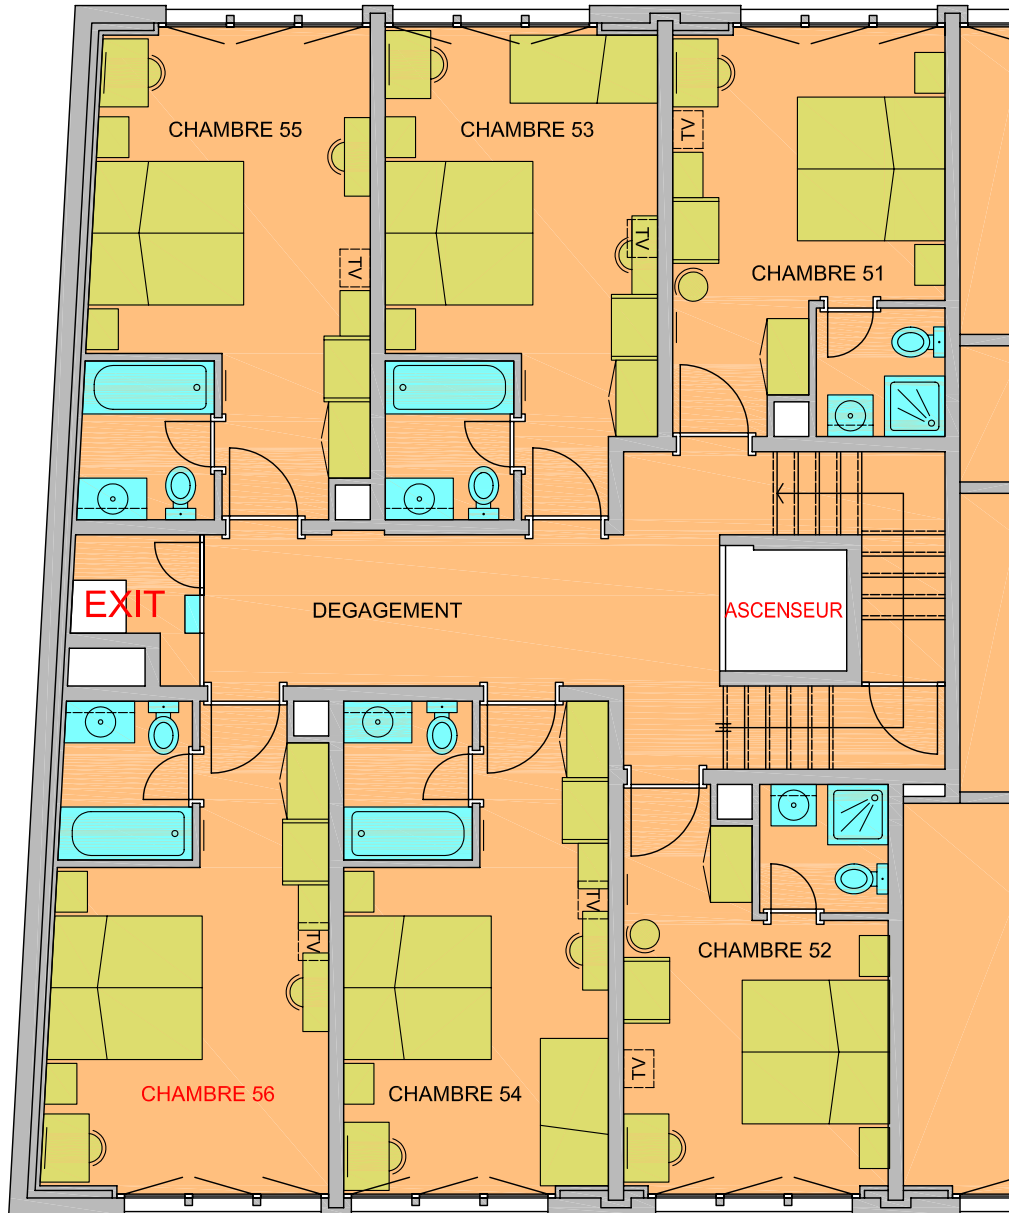 CHAMBRE 55
CHAMBRE 53
TV
CHAMBRE 51
TV
TV
EXIT
DEGAGEMENT
ASCENSEUR
TV
TV
CHAMBRE 52
TV
CHAMBRE 56
CHAMBRE 54